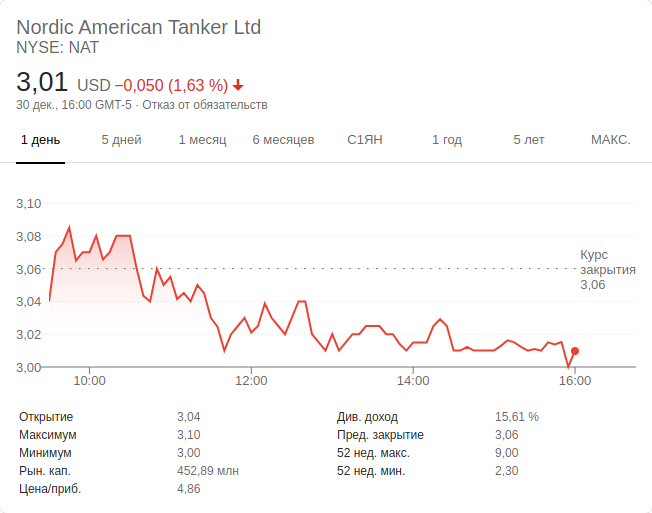 Nordic American Tanker Ltd
NYSE: NAT
3,01 USD −0,050 (1,63 %)
30 дек., 16:00 GMT-5 · Отказ от обязательств
1 день 5 дней 1 месяц 6 месяцев С1ЯН 1 год 5 лет МАКС.
3,10
3,08
3,06
3,04
3,02
3,00
Курс
закрытия
3,06
10:00 12:00 14:00 16:00
Открытие 3,04
Максимум 3,10
Минимум 3,00
Рын. кап. 452,89 млн
Цена/приб. 4,86
Див. доход 15,61 %
Пред. закрытие 3,06
52 нед. макс. 9,00
52 нед. мин. 2,30